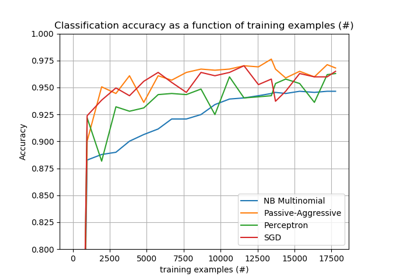 Classification accuracy as a function of training examples (#)
1.000
0.975
0.950
0.925
0.900
0.875
0.850
0.825
0.800
Accuracy
0
2500
5000
7500
10000
12500
15000
17500
training examples (#)
NB Multinomial
Passive-Aggressive
Perceptron
SGD